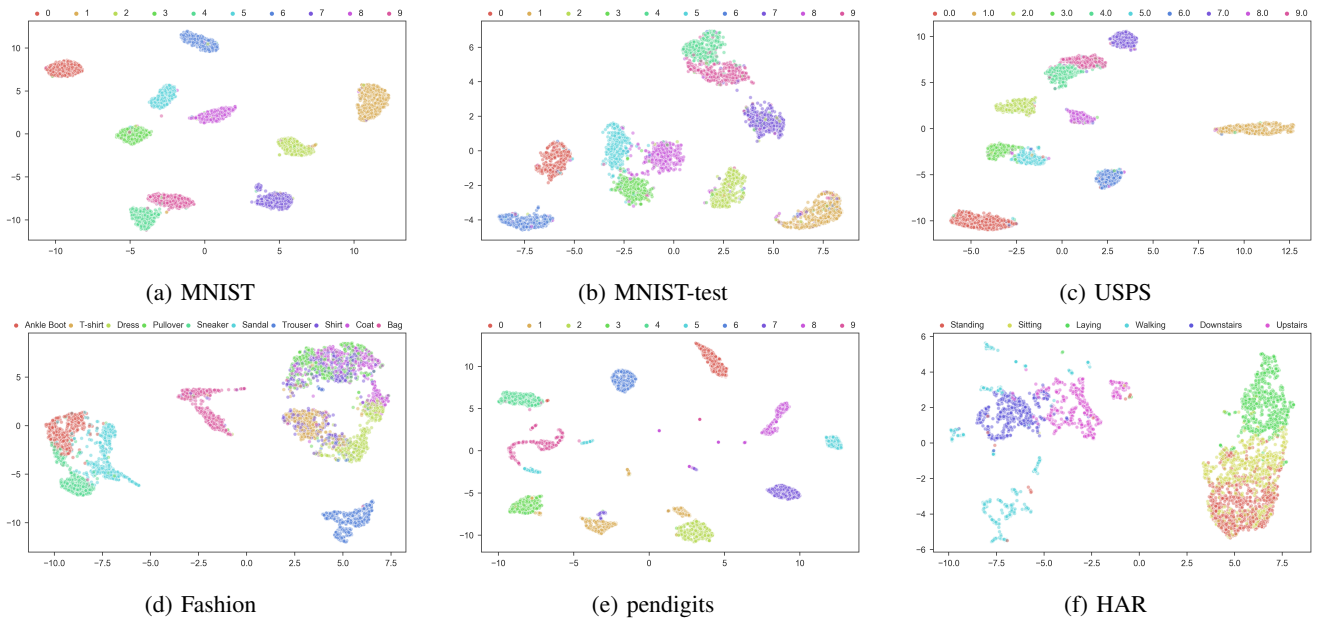 0 1 2 3 4 5 6 7 8 9
10
5
0
−5
−10
−10 −5 0 5 10
(a) MNIST
0 1 2 3 4 5 6 7 8 9
6
4
2
0
−2
−4
−7.5 −5.0 −2.5 0.0 2.5 5.0 7.5
(b) MNIST-test
0.0 1.0 2.0 3.0 4.0 5.0 6.0 7.0 8.0 9.0
10
5
0
−5
−10
−5.0 −2.5 0.0 2.5 5.0 7.5 10.0 12.5
(c) USPS
Ankle Boot T-shirt Dress Pullover Sneaker Sandal Trouser Shirt Coat Bag
5
0
−5
−10
−10.0 −7.5 −5.0 −2.5 0.0 2.5 5.0 7.5
(d) Fashion
0 1 2 3 4 5 6 7 8 9
10
5
0
−5
−10
−10 −5 0 5 10
(e) pendigits
Standing Sitting Laying Walking Downstairs Upstairs
6
4
2
0
−2
−4
−6
−10.0 −7.5 −5.0 −2.5 0.0 2.5 5.0 7.5
(f) HAR